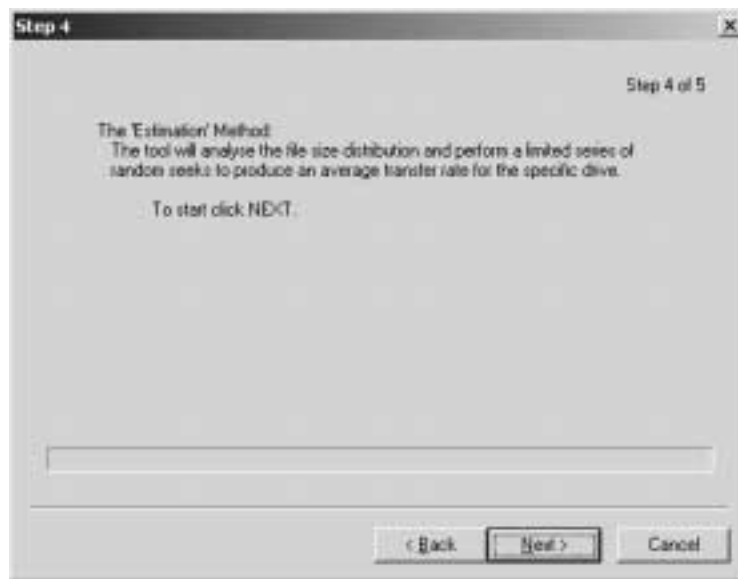 Step 4
Step 4 of 5
The 'Estimation' Method:
The tool will analyse the file size distribution and perform a limited series of
random seeks to produce an average transfer rate for the specific drive.
To start click NEXT.
< Back
Next >
Cancel